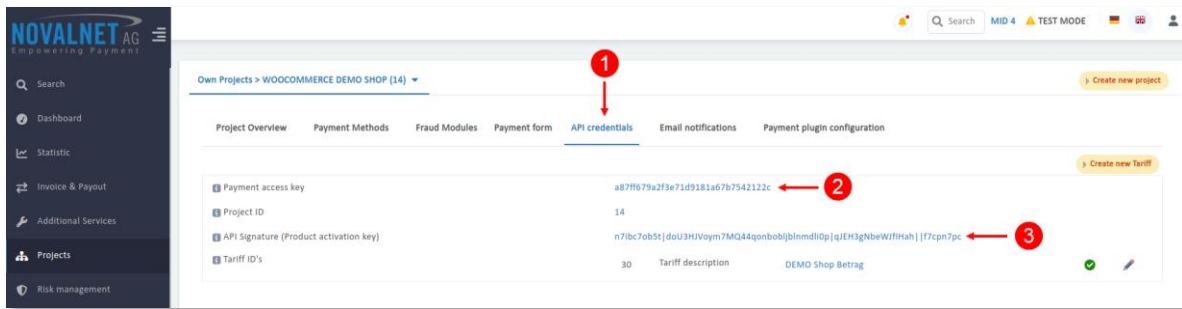 NOVALNET AG
Empowering Payment
Search MID 4 TEST MODE
Search
Dashboard
Statistic
Invoice & Payout
Additional Services
Projects
Risk management
Own Projects > WOOCOMMERCE DEMO SHOP (14)
Create new project
1
Project Overview Payment Methods Fraud Modules Payment form API credentials Email notifications Payment plugin configuration
Create new Tariff
Payment access key a87ff679a2f3e71d9181a67b7542122c 2
Project ID 14
API Signature (Product activation key) n7ibc7ob5t|doU3HJVoym7MQ44qonbobljblnmdli0p|qJEH3gNbeWJfIHah||f7cpn7pc 3
Tariff ID's 30 Tariff description DEMO Shop Betrag